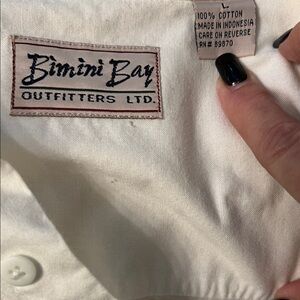 Bimini Bay
OUTFITTERS LTD.
L
100% COTTON
MADE IN INDONESIA
CARE ON REVERSE
RN# 89870